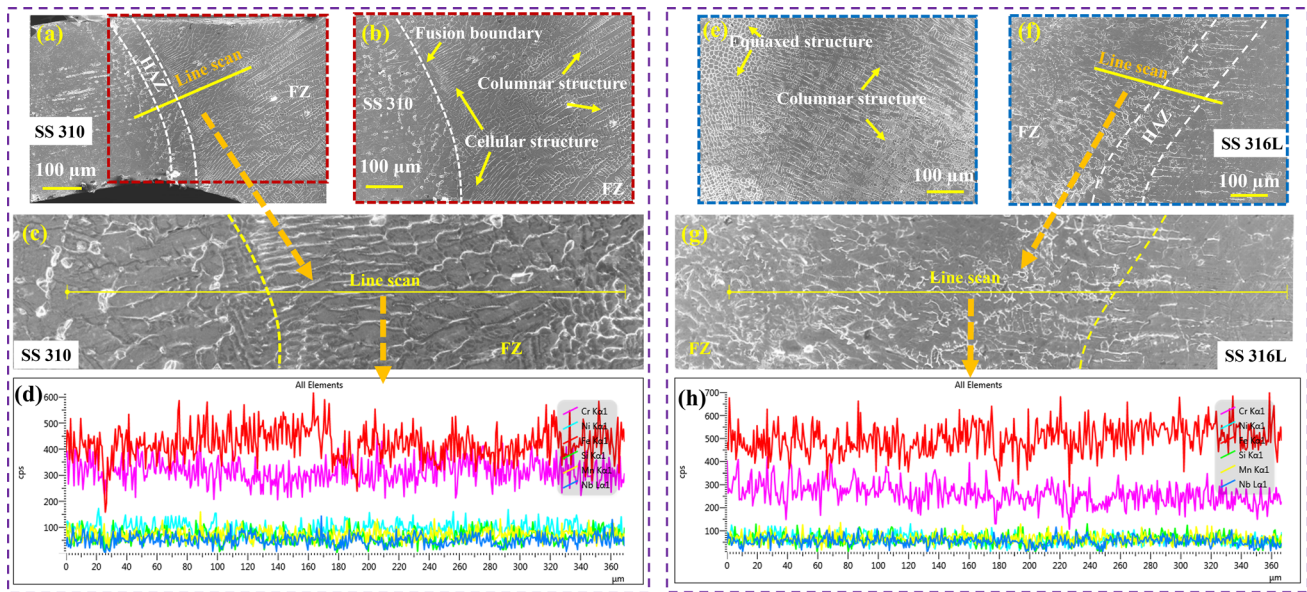 (a)
HAZ
Line scan
FZ
SS 310
100 µm
(b)
Fusion boundary
Columnar structure
SS 310
Cellular structure
100 µm
FZ
(c)
Line scan
SS 310
FZ
(d)
All Elements
600
500
400
300
200
100
cps
Cr Kα1
Ni Kα1
Fe Kα1
Si Kα1
Mn Kα1
Nb Lα1
0 20 40 60 80 100 120 140 160 180 200 220 240 260 280 300 320 340 360
µm
(e)
Equiaxed structure
Columnar structure
100 µm
(f)
Line scan
FZ
HAZ
SS 316L
100 µm
(g)
Line scan
FZ
SS 316L
(h)
All Elements
700
600
500
400
300
200
100
cps
Cr Kα1
Ni Kα1
Fe Kα1
Si Kα1
Mn Kα1
Nb Lα1
0 20 40 60 80 100 120 140 160 180 200 220 240 260 280 300 320 340 360
µm